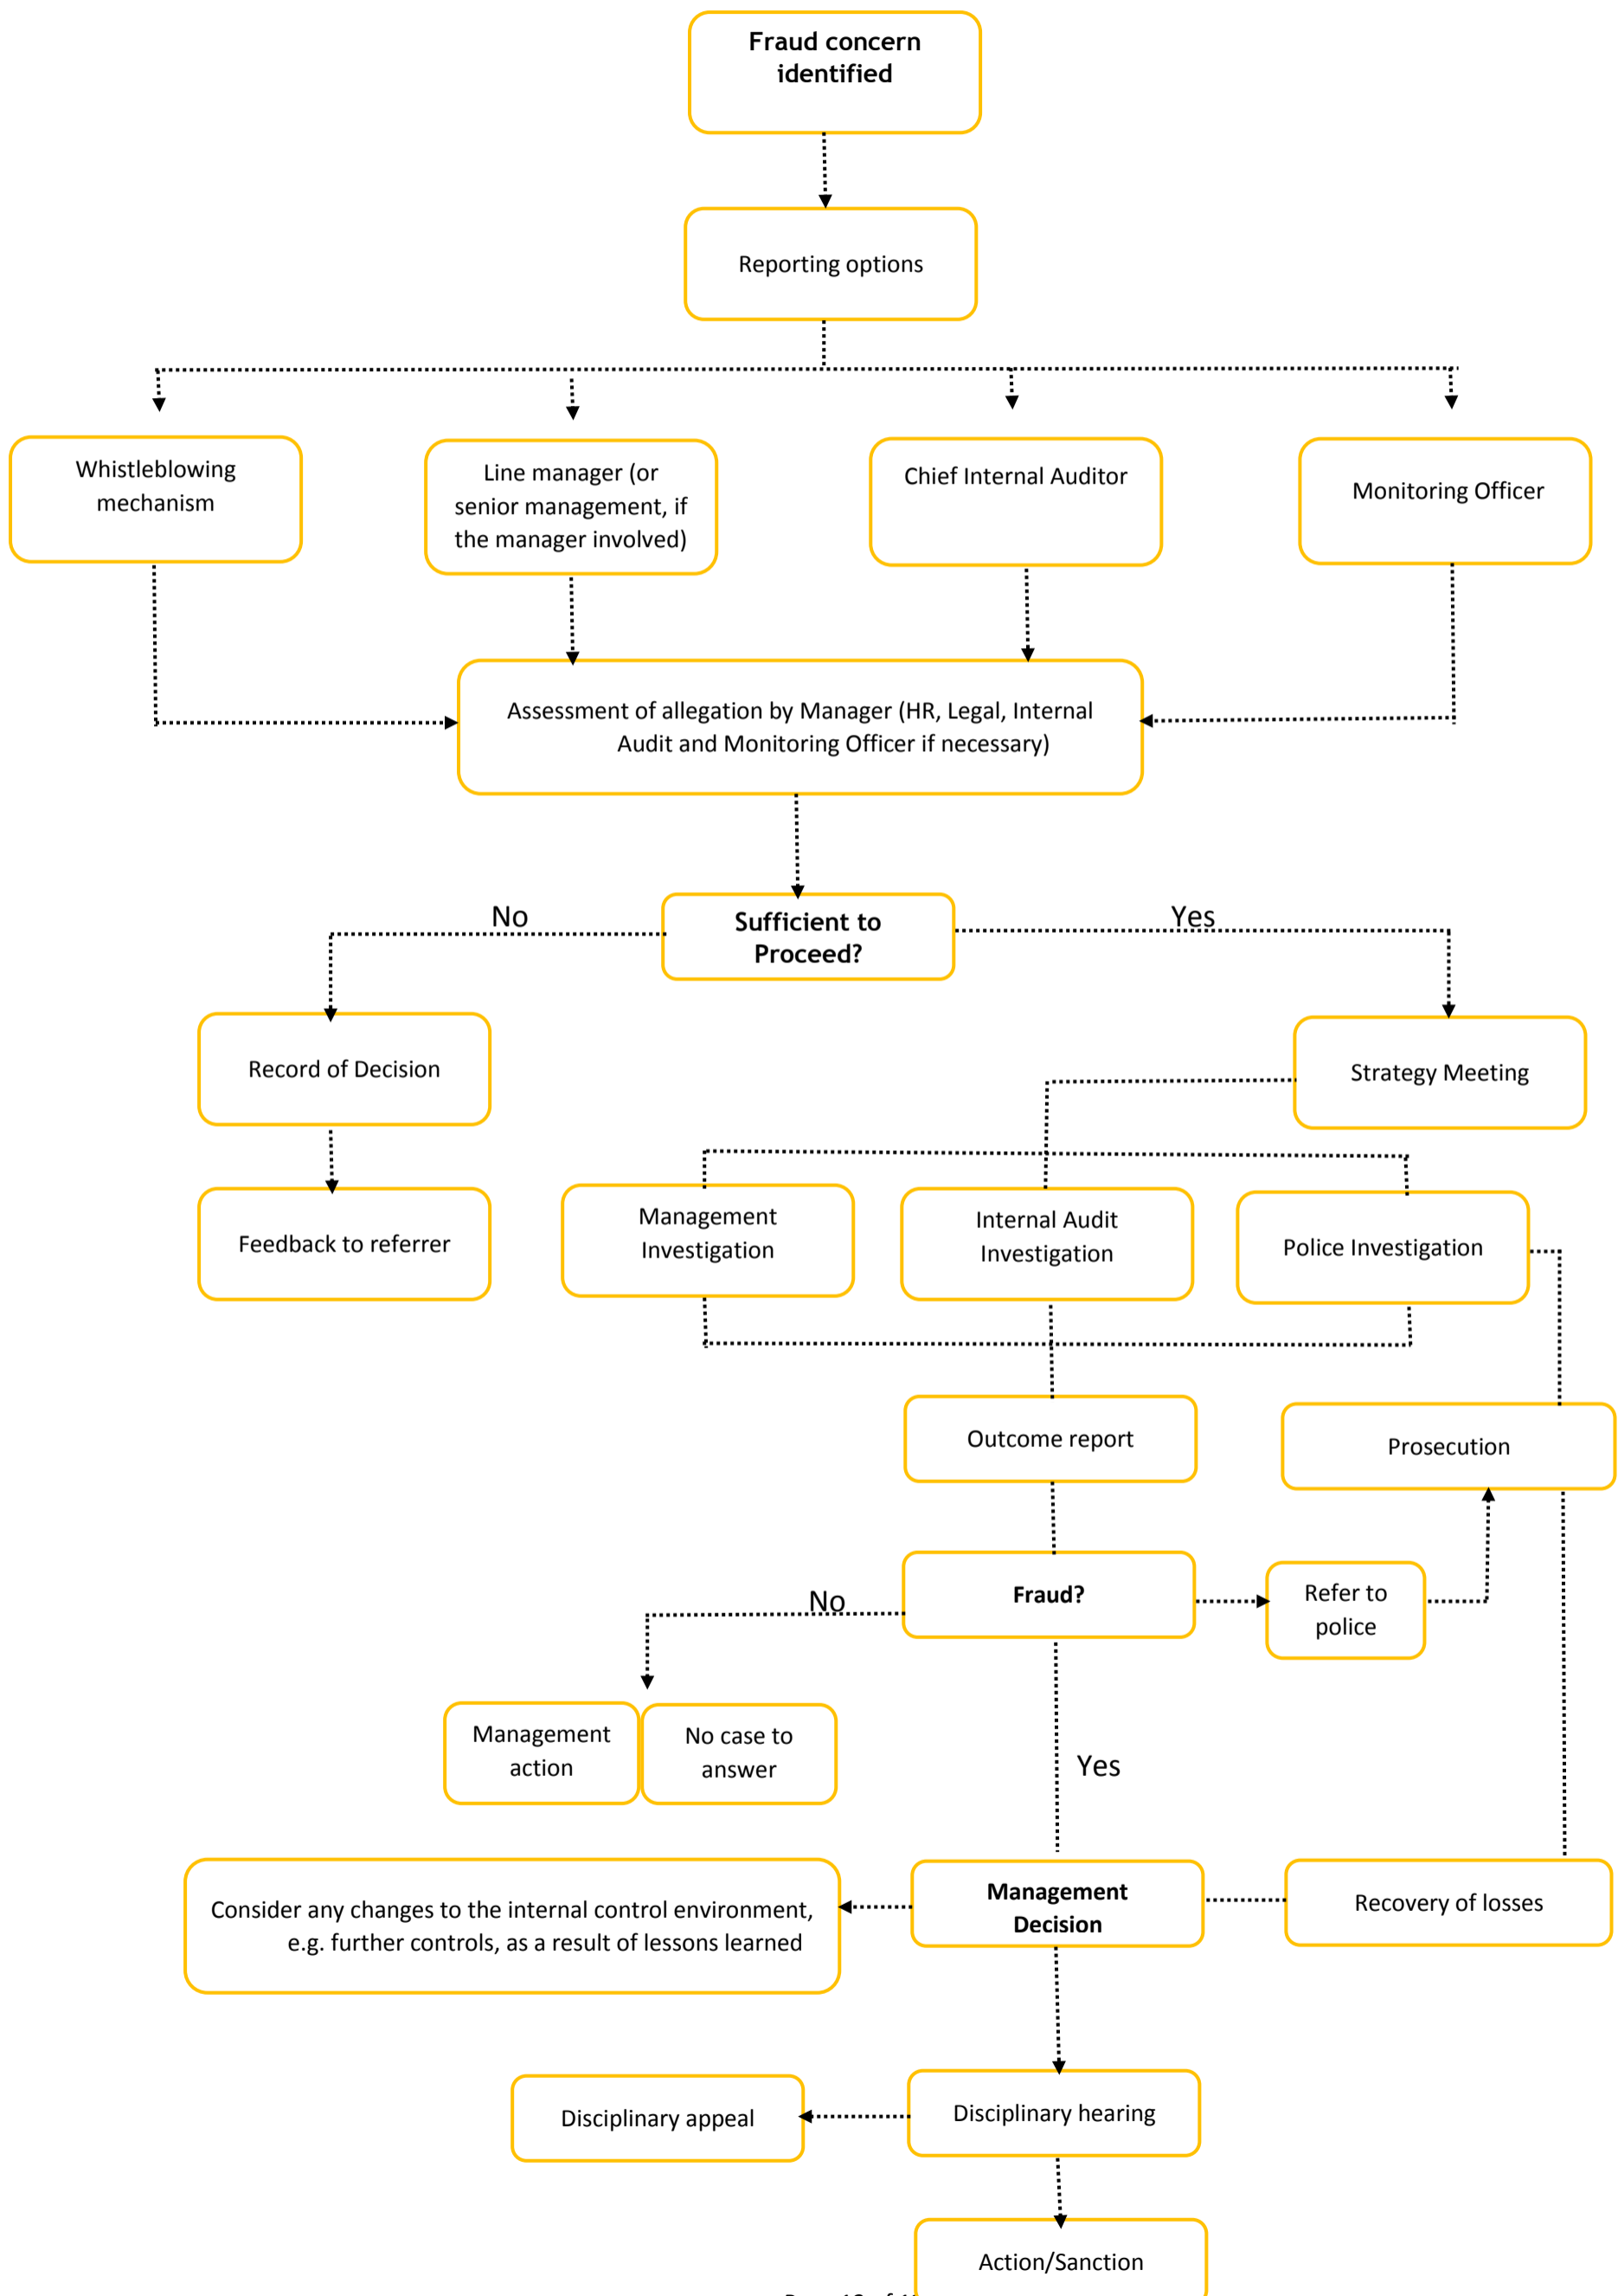 Fraud concern
identified
Reporting options
Whistleblowing
mechanism
Line manager (or
senior management, if
the manager involved)
Chief Internal Auditor
Monitoring Officer
Assessment of allegation by Manager (HR, Legal, Internal
Audit and Monitoring Officer if necessary)
No
Sufficient to
Proceed?
Yes
Record of Decision
Strategy Meeting
Feedback to referrer
Management
Investigation
Internal Audit
Investigation
Police Investigation
Outcome report
Prosecution
No
Fraud?
Refer to
police
Management
action
No case to
answer
Yes
Consider any changes to the internal control environment,
e.g. further controls, as a result of lessons learned
Management
Decision
Recovery of losses
Disciplinary appeal
Disciplinary hearing
Action/Sanction